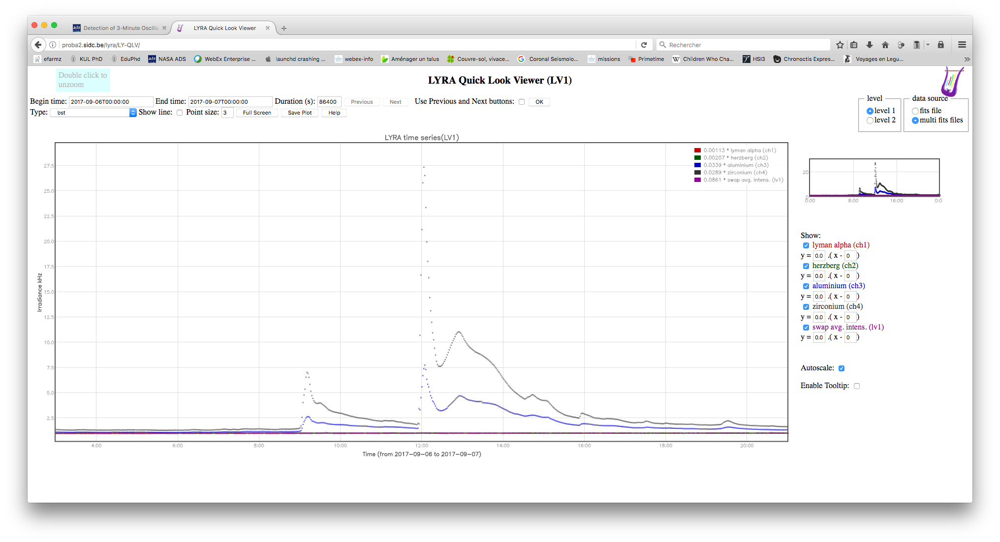 Detection of 3-Minute Oscilla
LYRA Quick Look Viewer
proba2.sidc.be/lyra/LY-QLV/
Rechercher
efarmz KUL PhD EduPhd NASA ADS WebEx Enterprise ... launchd crashing ... webex-info Aménager un talus Couvre-sol, vivace... Coronal Seismolo... missions Primetime Children Who Cha... HSI3 Chronoctis Expres... Voyages en Legu...
Double click to
unzoom
LYRA Quick Look Viewer (LV1)
Begin time: 2017-09-06T00:00:00 End time: 2017-09-07T00:00:00 Duration (s): 86400 Previous Next Use Previous and Next buttons: OK
Type: bst Show line: Point size: 3 Full Screen Save Plot Help
level
level 1
level 2
data source
fits file
multi fits files
LYRA time series(LV1)
0.00113 * lyman alpha (ch1)
0.00207 * herzberg (ch2)
0.0339 * aluminium (ch3)
0.0289 * zirconium (ch4)
0.0861 * swap avg. intens. (lv1)
27.5
25.0
22.5
20.0
17.5
15.0
12.5
10.0
7.5
5.0
2.5
Irradiance kHz
4:00 6:00 8:00 10:00 12:00 14:00 16:00 18:00 20:00
Time (from 2017-09-06 to 2017-09-07)
20
0
0:00 8:00 16:00 0:0
Show:
lyman alpha (ch1)
y = 0.0 .( x - 0 )
herzberg (ch2)
y = 0.0 .( x - 0 )
aluminium (ch3)
y = 0.0 .( x - 0 )
zirconium (ch4)
y = 0.0 .( x - 0 )
swap avg. intens. (lv1)
y = 0.0 .( x - 0 )
Autoscale:
Enable Tooltip: